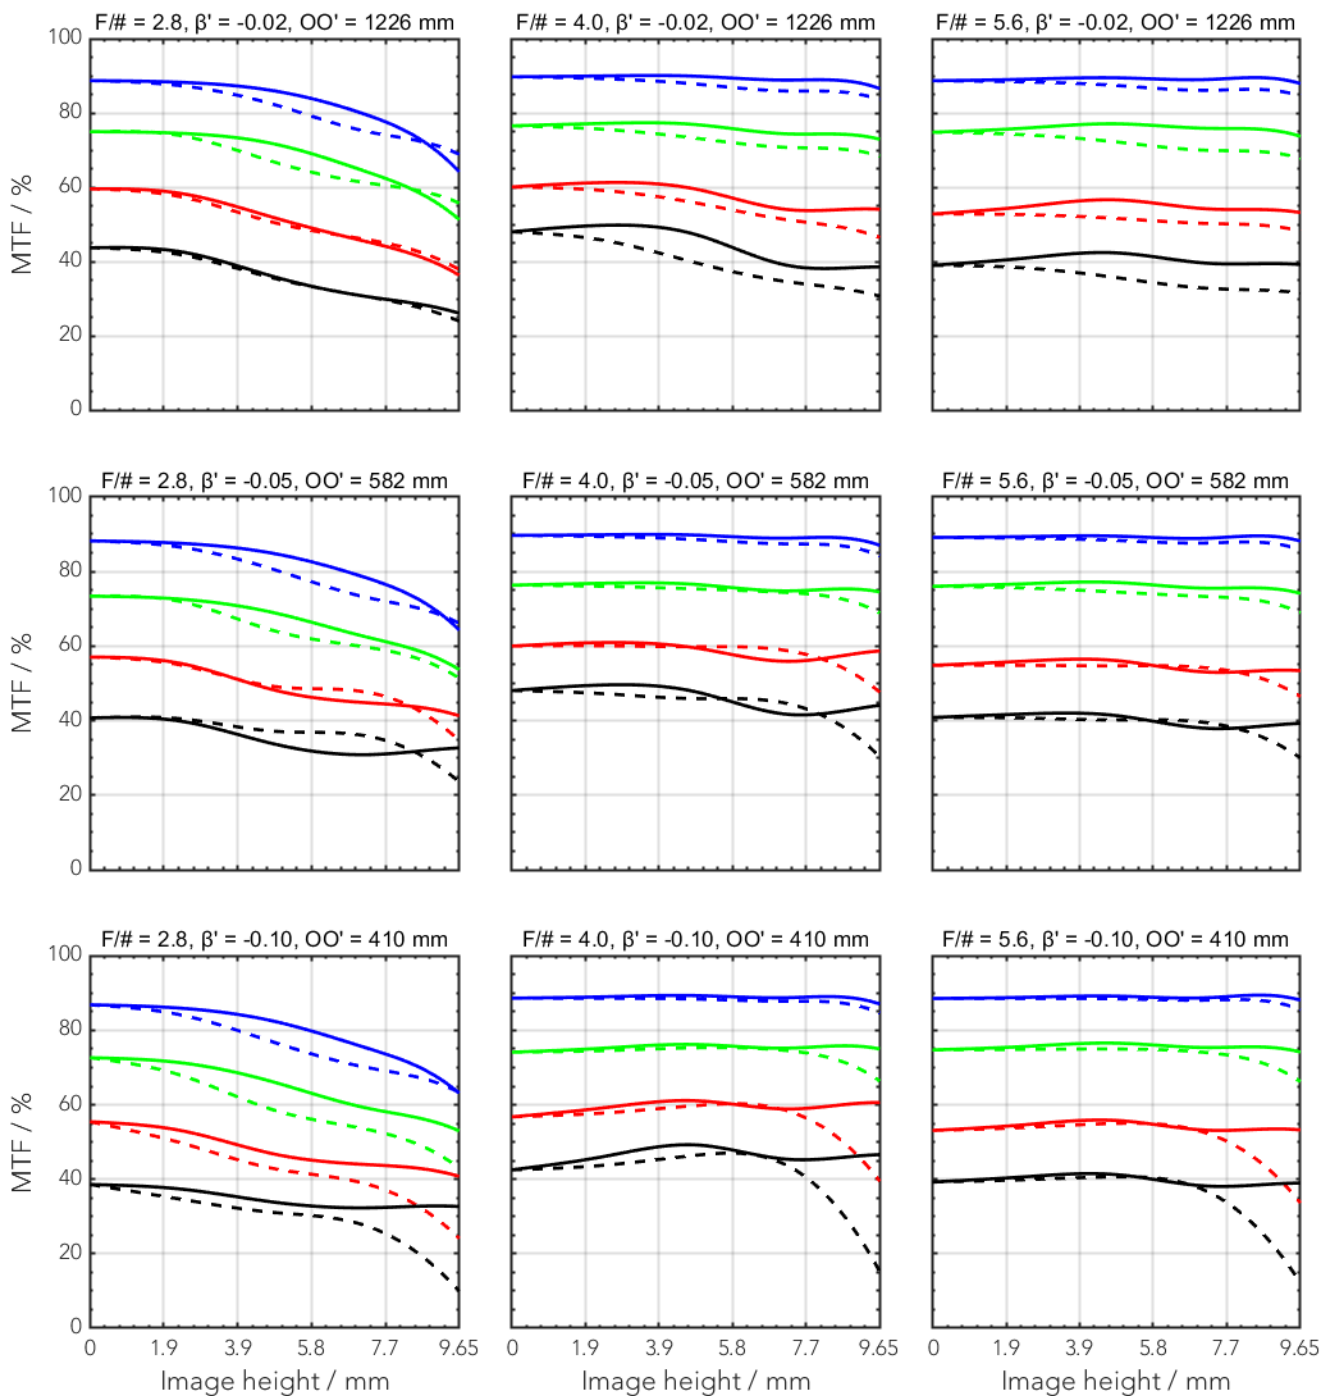 F/# = 2.8, β' = -0.02, OO' = 1226 mm F/# = 4.0, β' = -0.02, OO' = 1226 mm F/# = 5.6, β' = -0.02, OO' = 1226 mm
100
80
60
40
20
0
MTF / %
F/# = 2.8, β' = -0.05, OO' = 582 mm F/# = 4.0, β' = -0.05, OO' = 582 mm F/# = 5.6, β' = -0.05, OO' = 582 mm
100
80
60
40
20
0
MTF / %
F/# = 2.8, β' = -0.10, OO' = 410 mm F/# = 4.0, β' = -0.10, OO' = 410 mm F/# = 5.6, β' = -0.10, OO' = 410 mm
100
80
60
40
20
0
MTF / %
0 1.9 3.9 5.8 7.7 9.65 0 1.9 3.9 5.8 7.7 9.65 0 1.9 3.9 5.8 7.7 9.65
Image height / mm Image height / mm Image height / mm